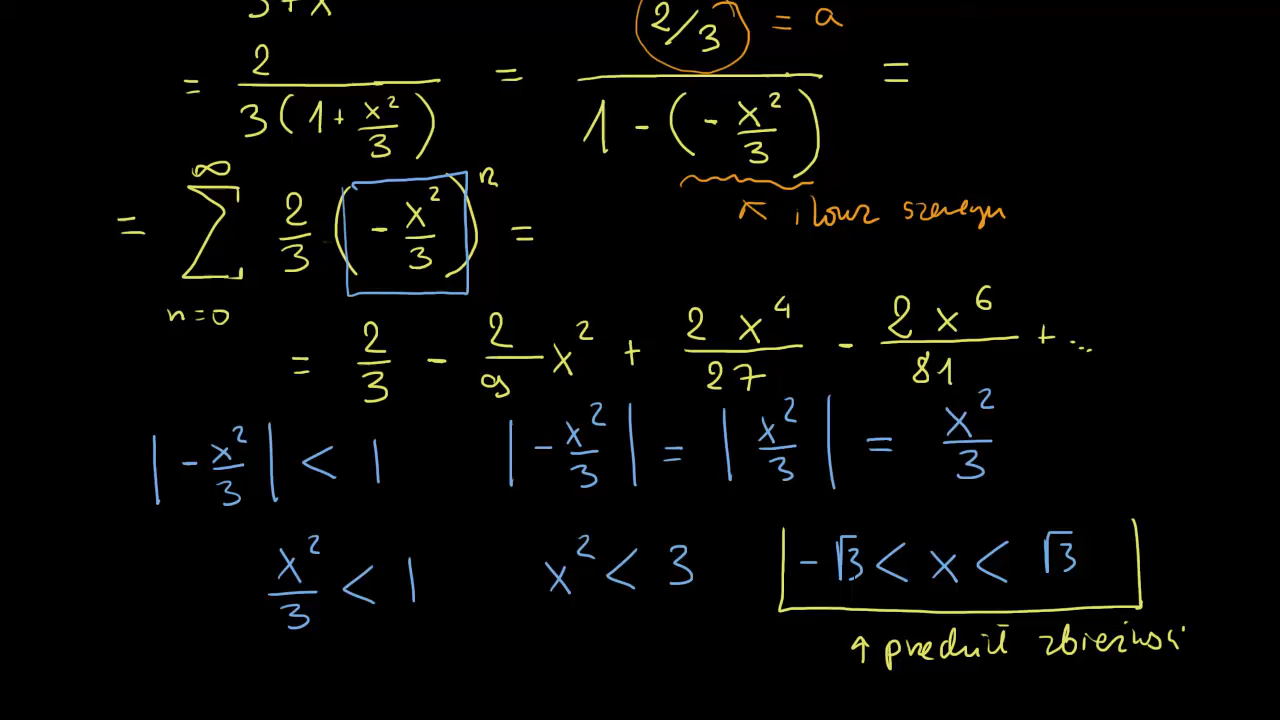 2/3 = a
= 2 / 3(1 + x²/3) = 2/3 / 1 - (-x²/3) =
= ∑ n=0 ∞ 2/3 (-x²/3)ⁿ =
↖ iloraz szeregu
= 2/3 - 2/9 x² + 2x⁴/27 - 2x⁶/81 + ...
|-x²/3| < 1 |-x²/3| = |x²/3| = x²/3
x²/3 < 1 x² < 3 -√3 < x < √3
↑ przedział zbieżności